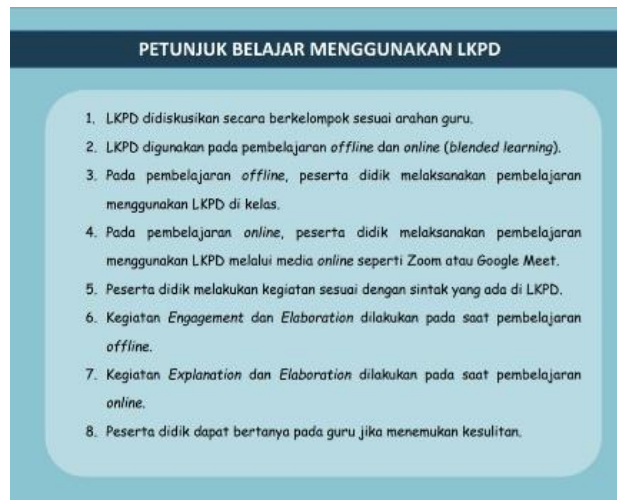 PETUNJUK BELAJAR MENGGUNAKAN LKPD
1. LKPD didiskusikan secara berkelompok sesuai arahan guru.
2. LKPD digunakan pada pembelajaran offline dan online (blended learning).
3. Pada pembelajaran offline, peserta didik melaksanakan pembelajaran
menggunakan LKPD di kelas.
4. Pada pembelajaran online, peserta didik melaksanakan pembelajaran
menggunakan LKPD melalui media online seperti Zoom atau Google Meet.
5. Peserta didik melakukan kegiatan sesuai dengan sintak yang ada di LKPD.
6. Kegiatan Engagement dan Elaboration dilakukan pada saat pembelajaran
offline.
7. Kegiatan Explanation dan Elaboration dilakukan pada saat pembelajaran
online.
8. Peserta didik dapat bertanya pada guru jika menemukan kesulitan.